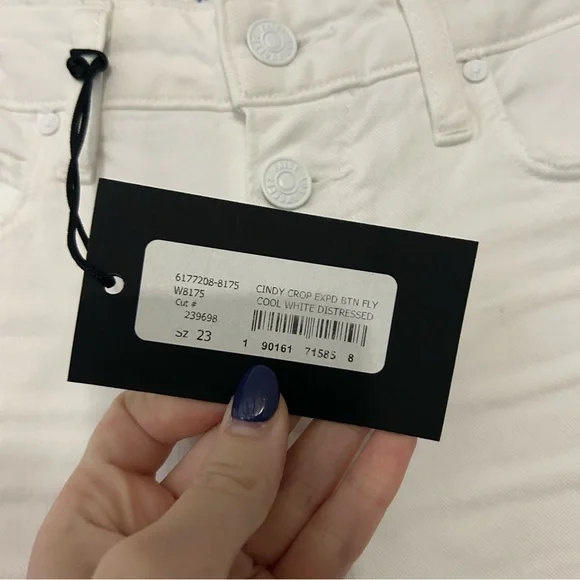 6177208-8175
W8175
Cut #
239698
Sz 23
CINDY CROP EXPD BTN FLY
COOL WHITE DISTRESSED
1 90161 71585 8